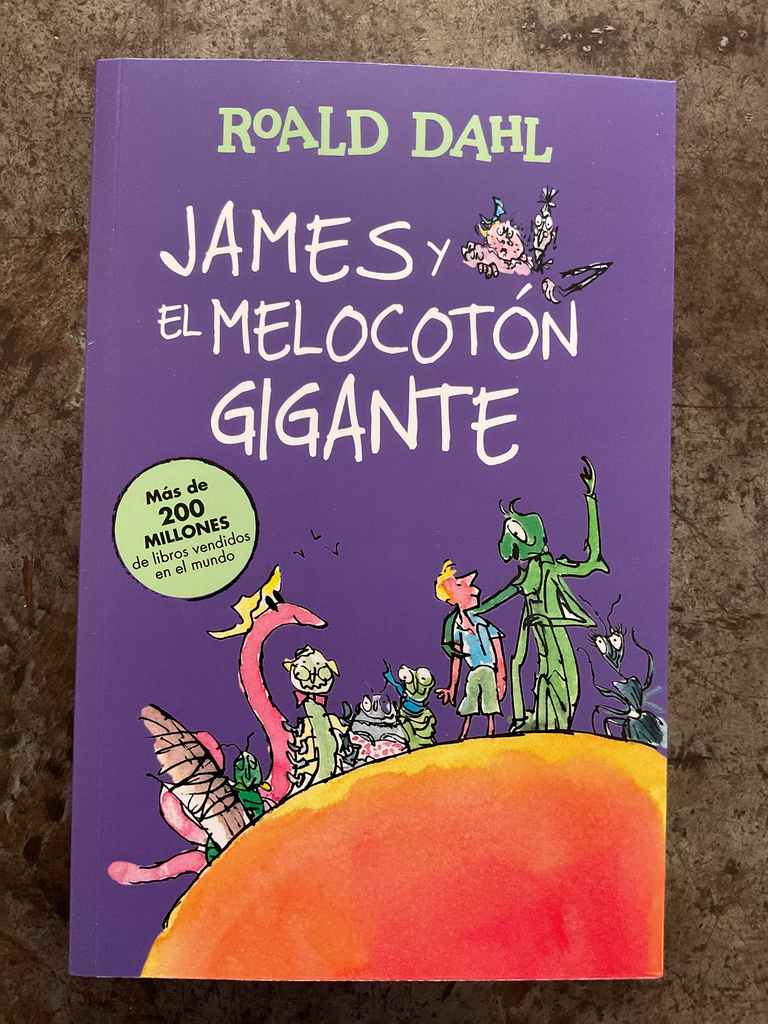 ROALD DAHL
JAMES Y
EL MELOCOTÓN
GIGANTE
Más de
200
MILLONES
de libros vendidos
en el mundo